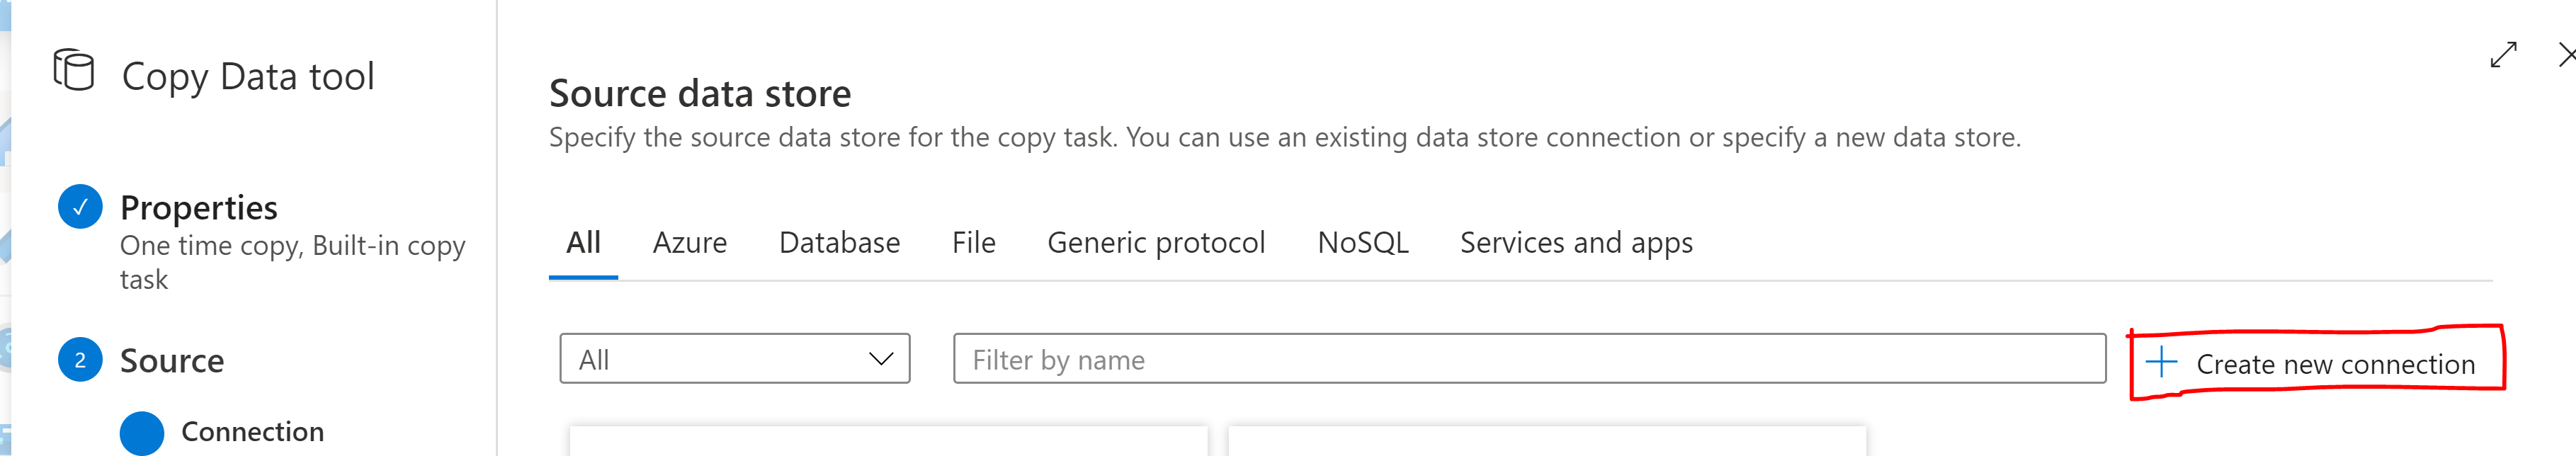 Copy Data tool
Properties
One time copy, Built-in copy
task
2
Source
Connection
Source data store
Specify the source data store for the copy task. You can use an existing data store connection or specify a new data store.
All Azure Database File Generic protocol NoSQL Services and apps
All
Filter by name
Create new connection